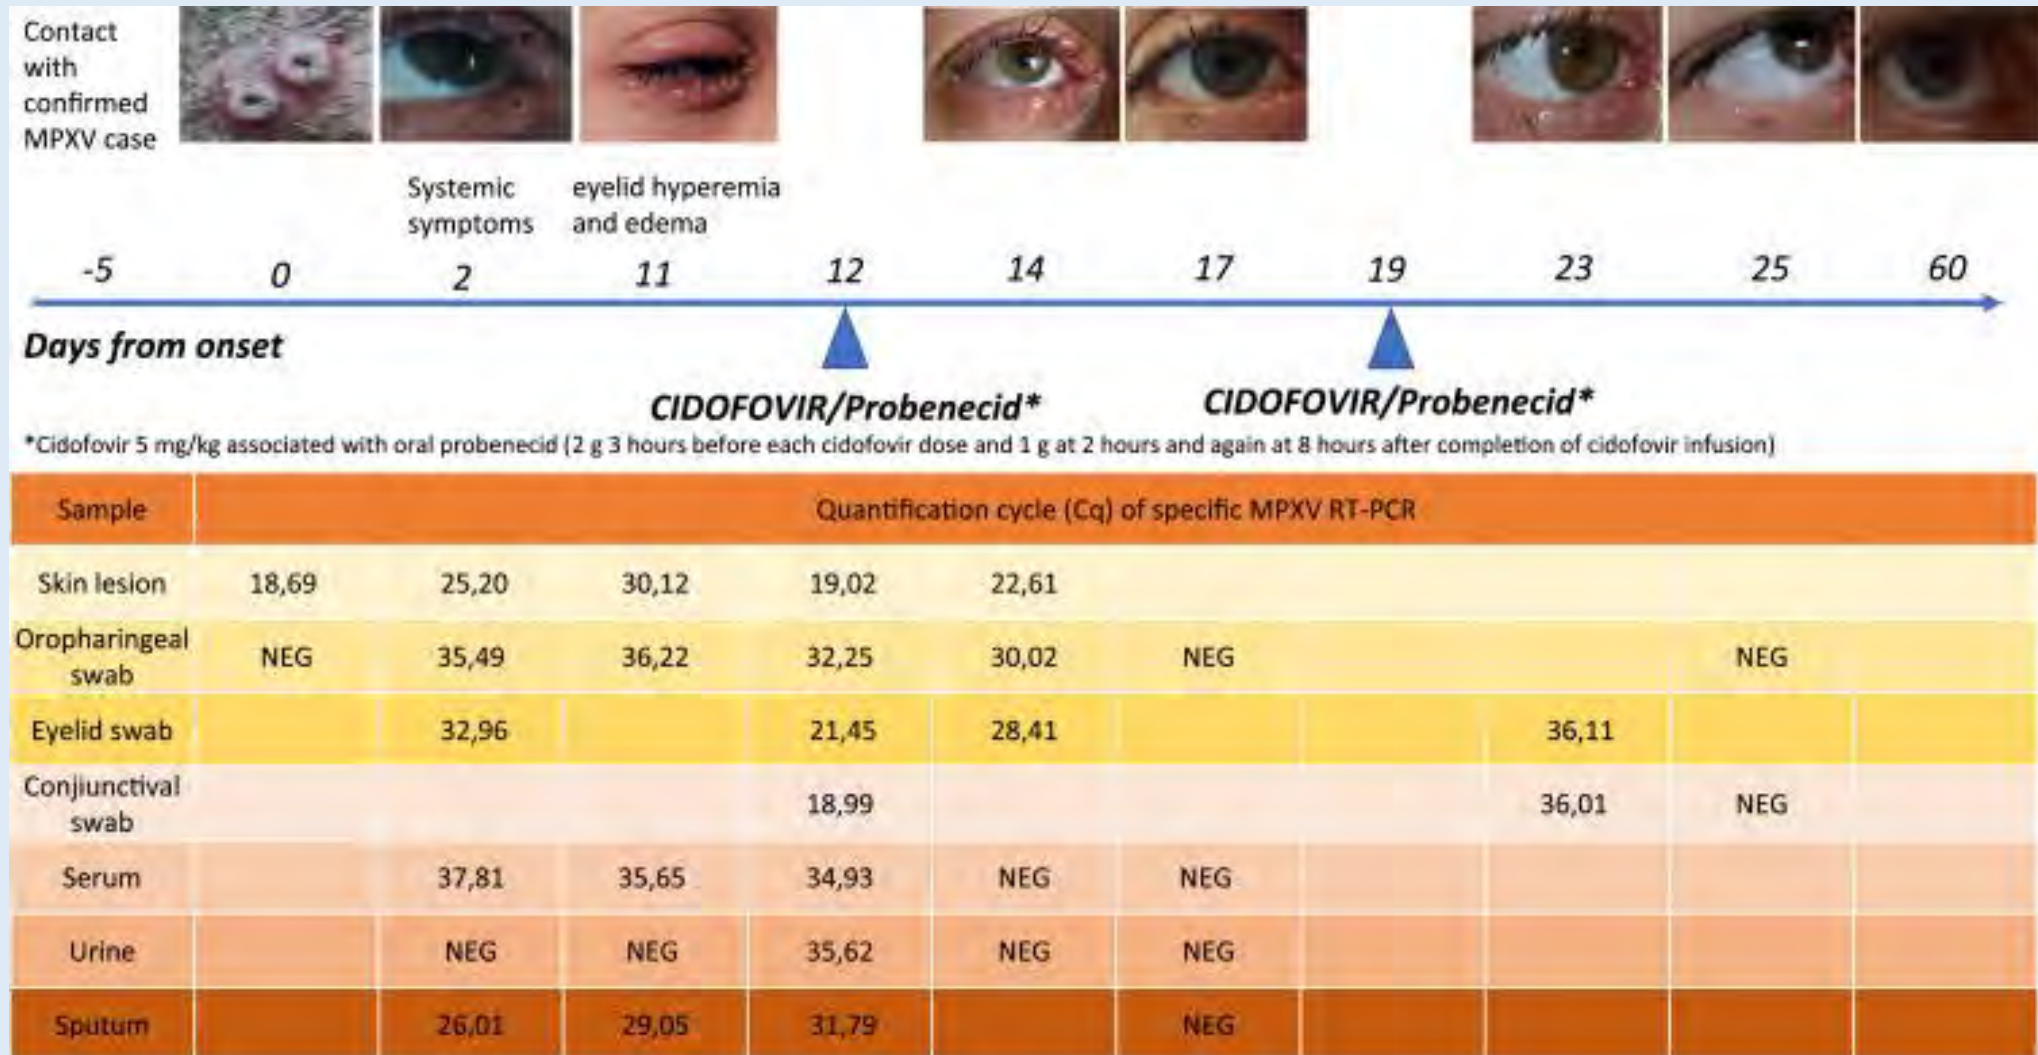 Contact
with
confirmed
MPXV case
Systemic
symptoms
eyelid hyperemia
and edema
-5 0 2 11 12 14 17 19 23 25 60
Days from onset
CIDOFOVIR/Probenecid* CIDOFOVIR/Probenecid*
*Cidofovir 5 mg/kg associated with oral probenecid (2 g 3 hours before each cidofovir dose and 1 g at 2 hours and again at 8 hours after completion of cidofovir infusion)
Sample Quantification cycle (Cq) of specific MPXV RT-PCR
Skin lesion 18,69 25,20 30,12 19,02 22,61
Oropharingeal
swab NEG 35,49 36,22 32,25 30,02 NEG NEG
Eyelid swab 32,96 21,45 28,41 36,11
Conjiunctival
swab 18,99 36,01 NEG
Serum 37,81 35,65 34,93 NEG NEG
Urine NEG NEG 35,62 NEG NEG
Sputum 26,01 29,05 31,79 NEG